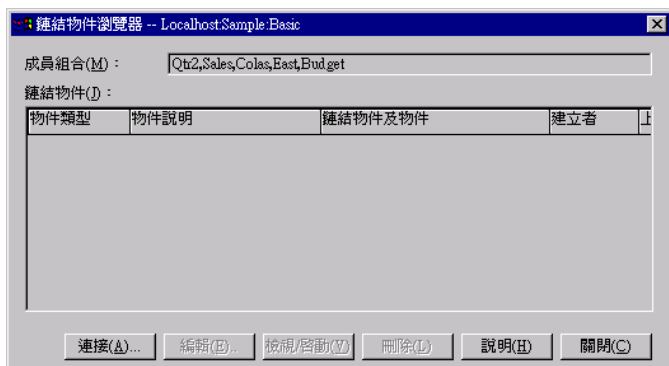 鏈結物件瀏覽器 -- Localhost:Sample:Basic
成員組合(M)： Qtr2,Sales,Colas,East,Budget
鏈結物件(J)：
物件類型 物件說明 鏈結物件及物件 建立者 上
連接(A)... 編輯(E)... 檢視/啓動(V) 刪除(L) 說明(H) 關閉(C)